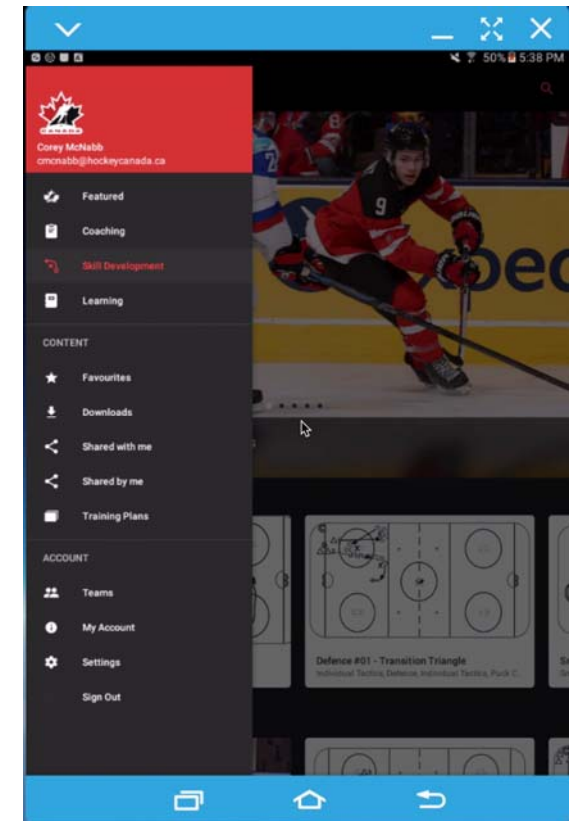 50% 5:38 PM
CANADA
Corey McNabb
cmcnabb@hockeycanada.ca
Featured
Coaching
Skill Development
Learning
CONTENT
Favourites
Downloads
Shared with me
Shared by me
Training Plans
ACCOUNT
Teams
My Account
Settings
Sign Out
9
Defence #01 - Transition Triangle
Individual Tactics, Defence, Individual Tactics, Puck C...